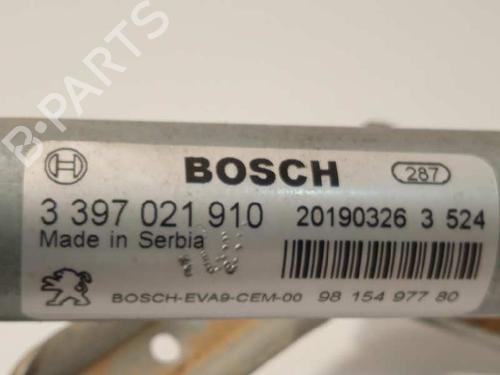 B-PARTS
BOSCH
287
3 397 021 910
20190326 3 524
Made in Serbia
BOSCH-EVA9-CEM-00 98 154 977 80